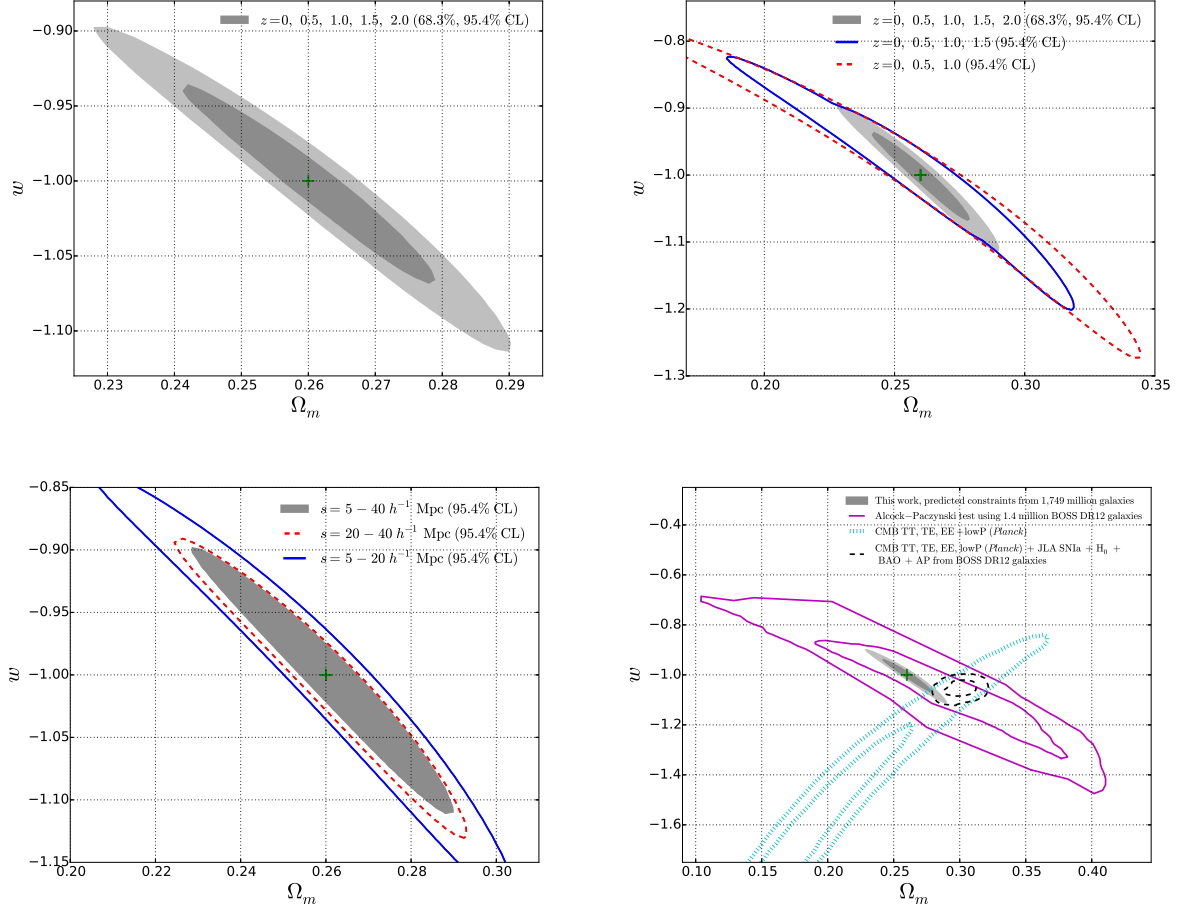 z=0, 0.5, 1.0, 1.5, 2.0 (68.3%, 95.4% CL)
−0.90
−0.95
−1.00
−1.05
−1.10
w
0.23 0.24 0.25 0.26 0.27 0.28 0.29
Ωm
z=0, 0.5, 1.0, 1.5, 2.0 (68.3%, 95.4% CL)
z=0, 0.5, 1.0, 1.5 (95.4% CL)
z=0, 0.5, 1.0 (95.4% CL)
−0.8
−0.9
−1.0
−1.1
−1.2
−1.3
w
0.20 0.25 0.30 0.35
Ωm
s = 5 − 40 h⁻¹ Mpc (95.4% CL)
s = 20 − 40 h⁻¹ Mpc (95.4% CL)
s = 5 − 20 h⁻¹ Mpc (95.4% CL)
−0.85
−0.90
−0.95
−1.00
−1.05
−1.10
−1.15
w
0.20 0.22 0.24 0.26 0.28 0.30
Ωm
This work, predicted constraints from 1,749 million galaxies
Alcock−Paczynski test using 1.4 million BOSS DR12 galaxies
CMB TT, TE, EE+lowP (Planck)
CMB TT, TE, EE, lowP (Planck) + JLA SNIa + H₀ +
BAO + AP from BOSS DR12 galaxies
−0.4
−0.6
−0.8
−1.0
−1.2
−1.4
−1.6
w
0.10 0.15 0.20 0.25 0.30 0.35 0.40
Ωm